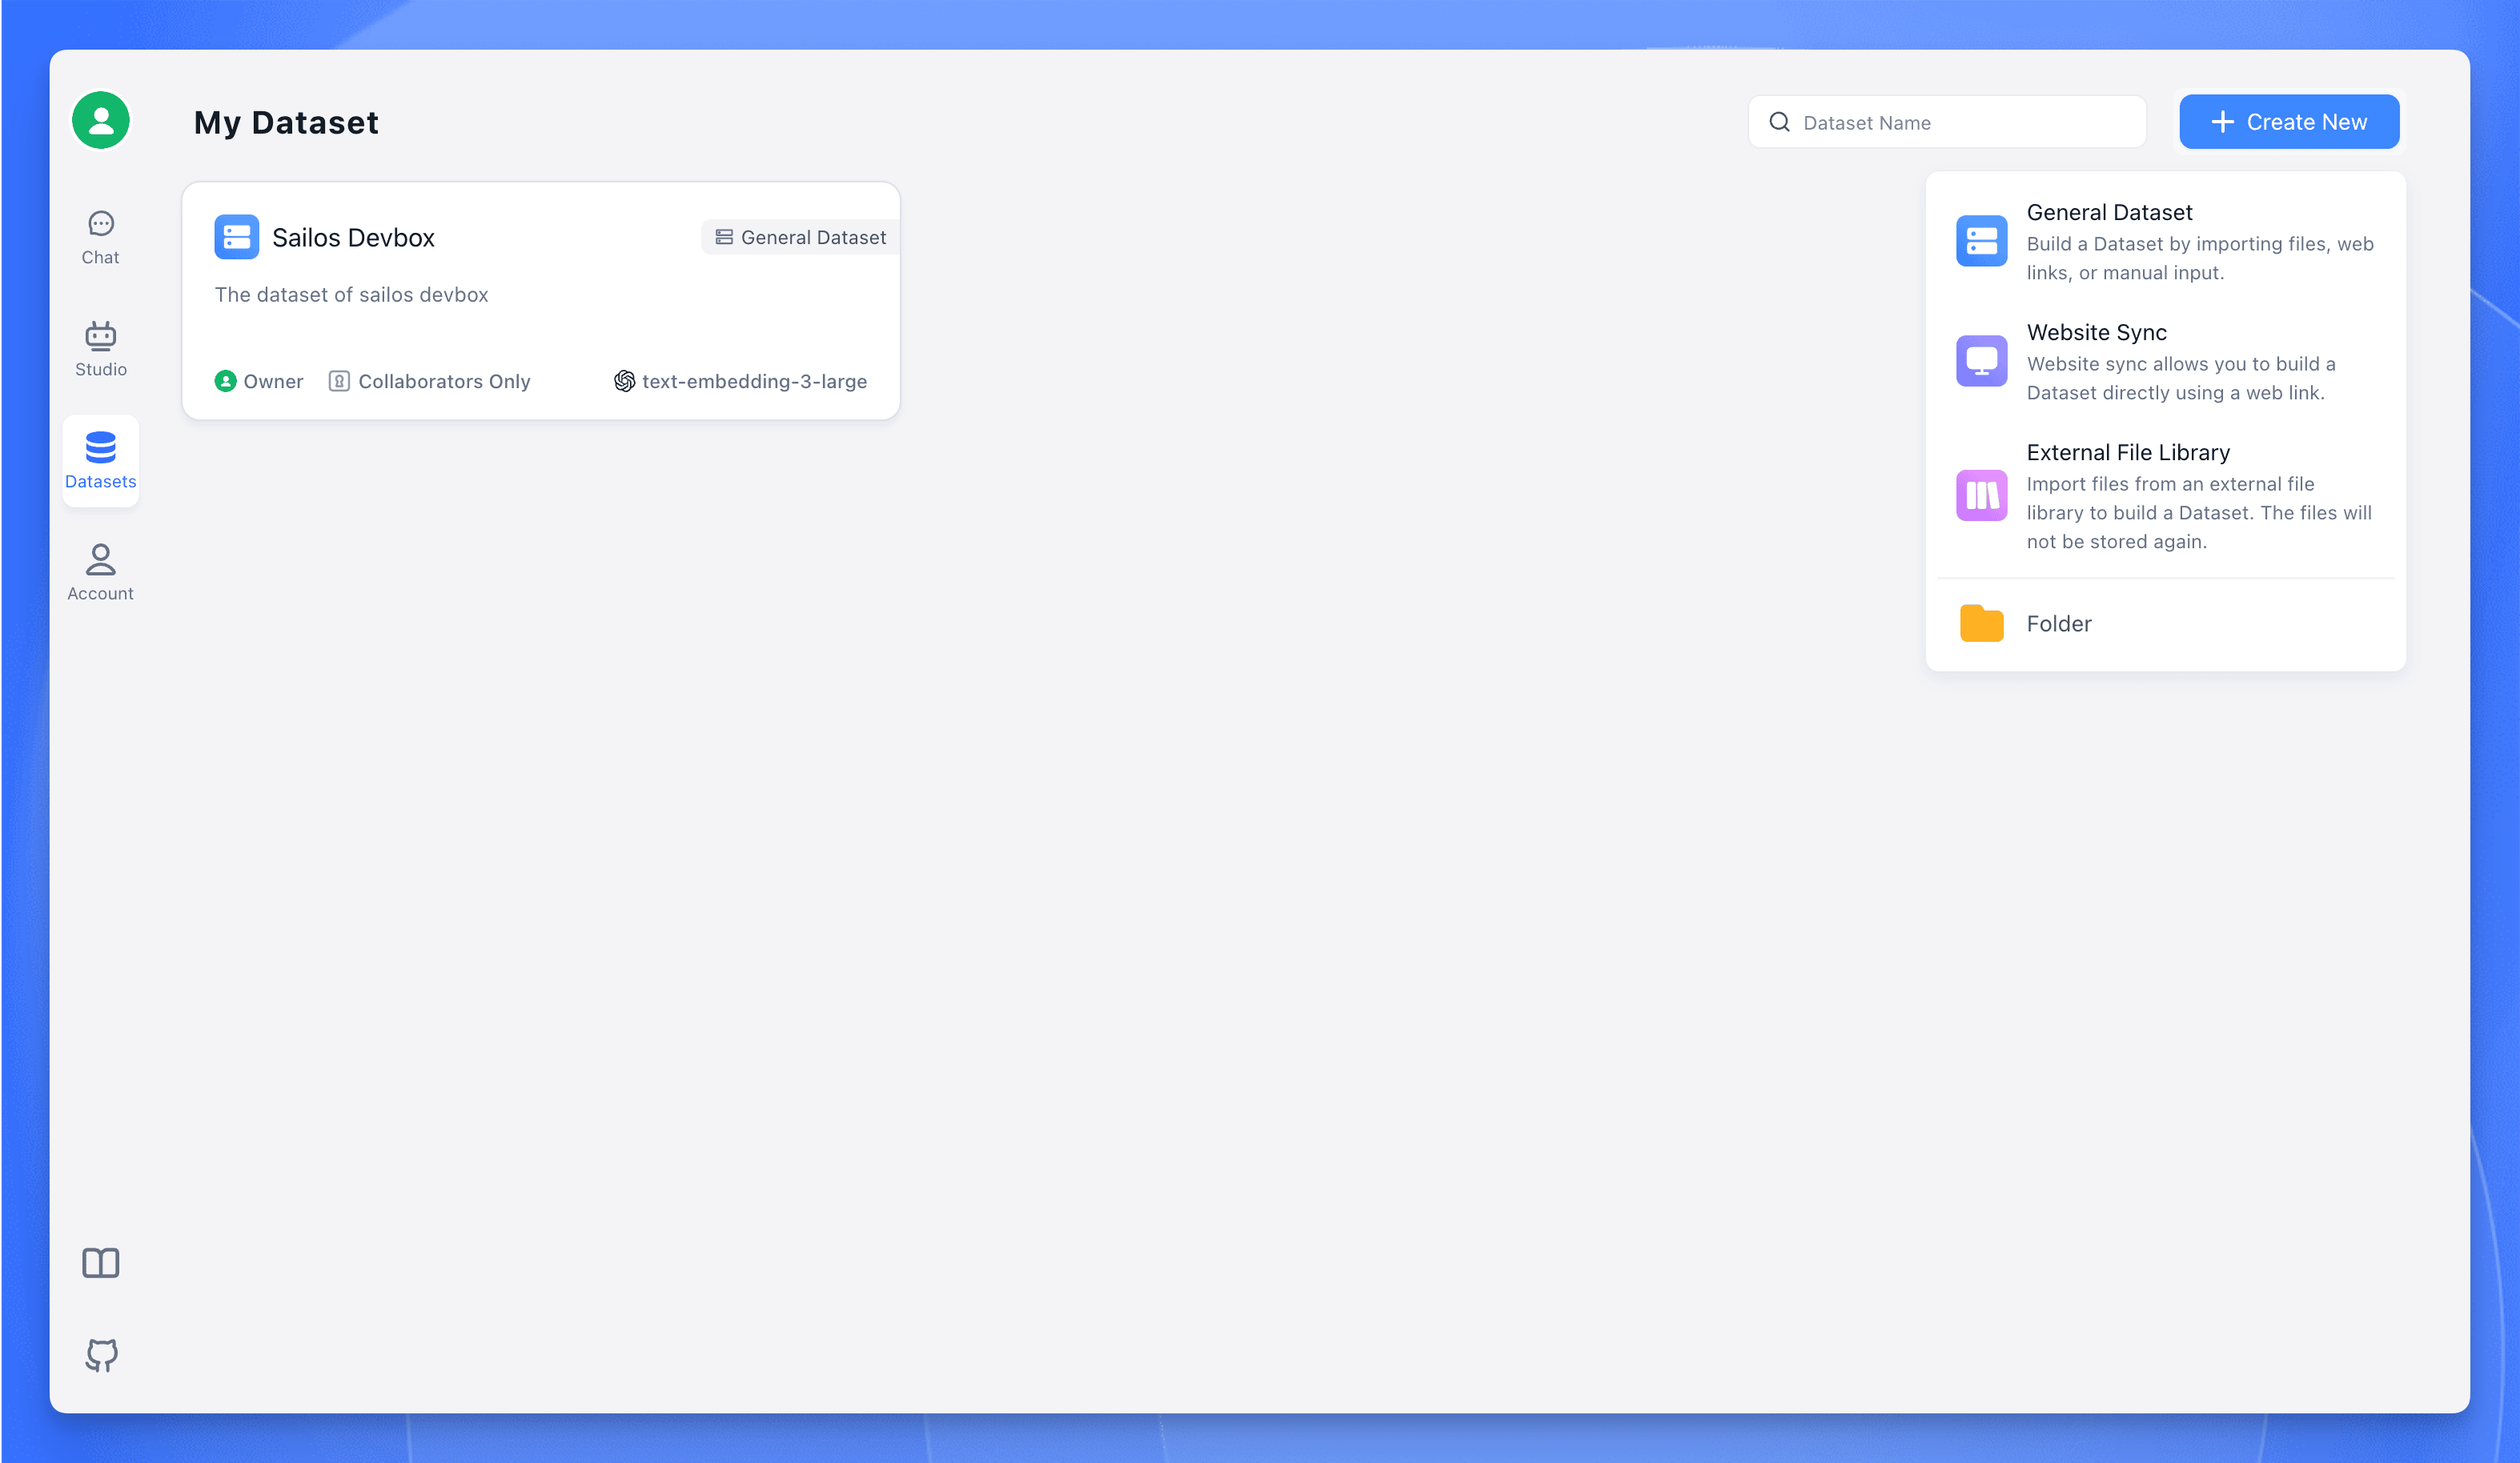 My Dataset
Dataset Name
Create New
Chat
Studio
Datasets
Account
Sailos Devbox
General Dataset
The dataset of sailos devbox
Owner
Collaborators Only
text-embedding-3-large
General Dataset
Build a Dataset by importing files, web
links, or manual input.
Website Sync
Website sync allows you to build a
Dataset directly using a web link.
External File Library
Import files from an external file
library to build a Dataset. The files will
not be stored again.
Folder